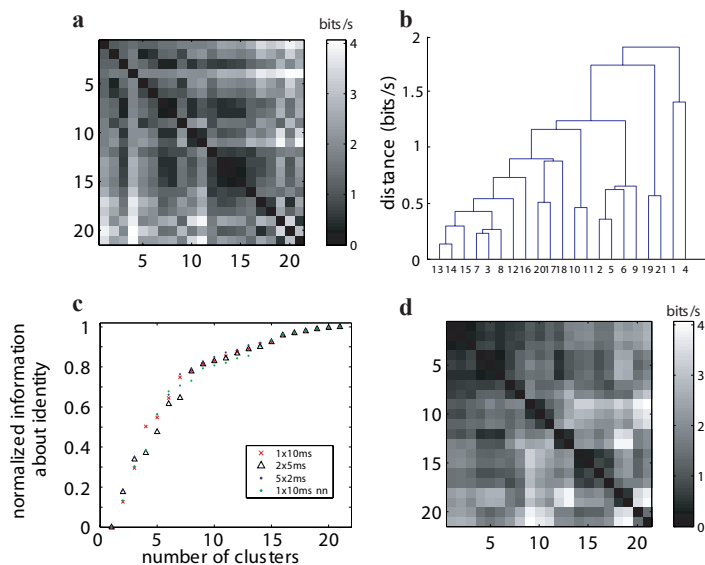 a
bits/s
4
3
2
1
0
5
10
15
20
5
10
15
20
b
distance (bits/s)
2
1.5
1
0.5
0
13 14 15 7 3 8 12 16 20 17 18 10 11 2 5 6 9 19 21 1 4
c
normalized information
about identity
1
0.8
0.6
0.4
0.2
0
0
5
10
15
20
number of clusters
1x10ms
2x5ms
5x2ms
1x10ms nn
d
bits/s
4
3
2
1
0
5
10
15
20
5
10
15
20